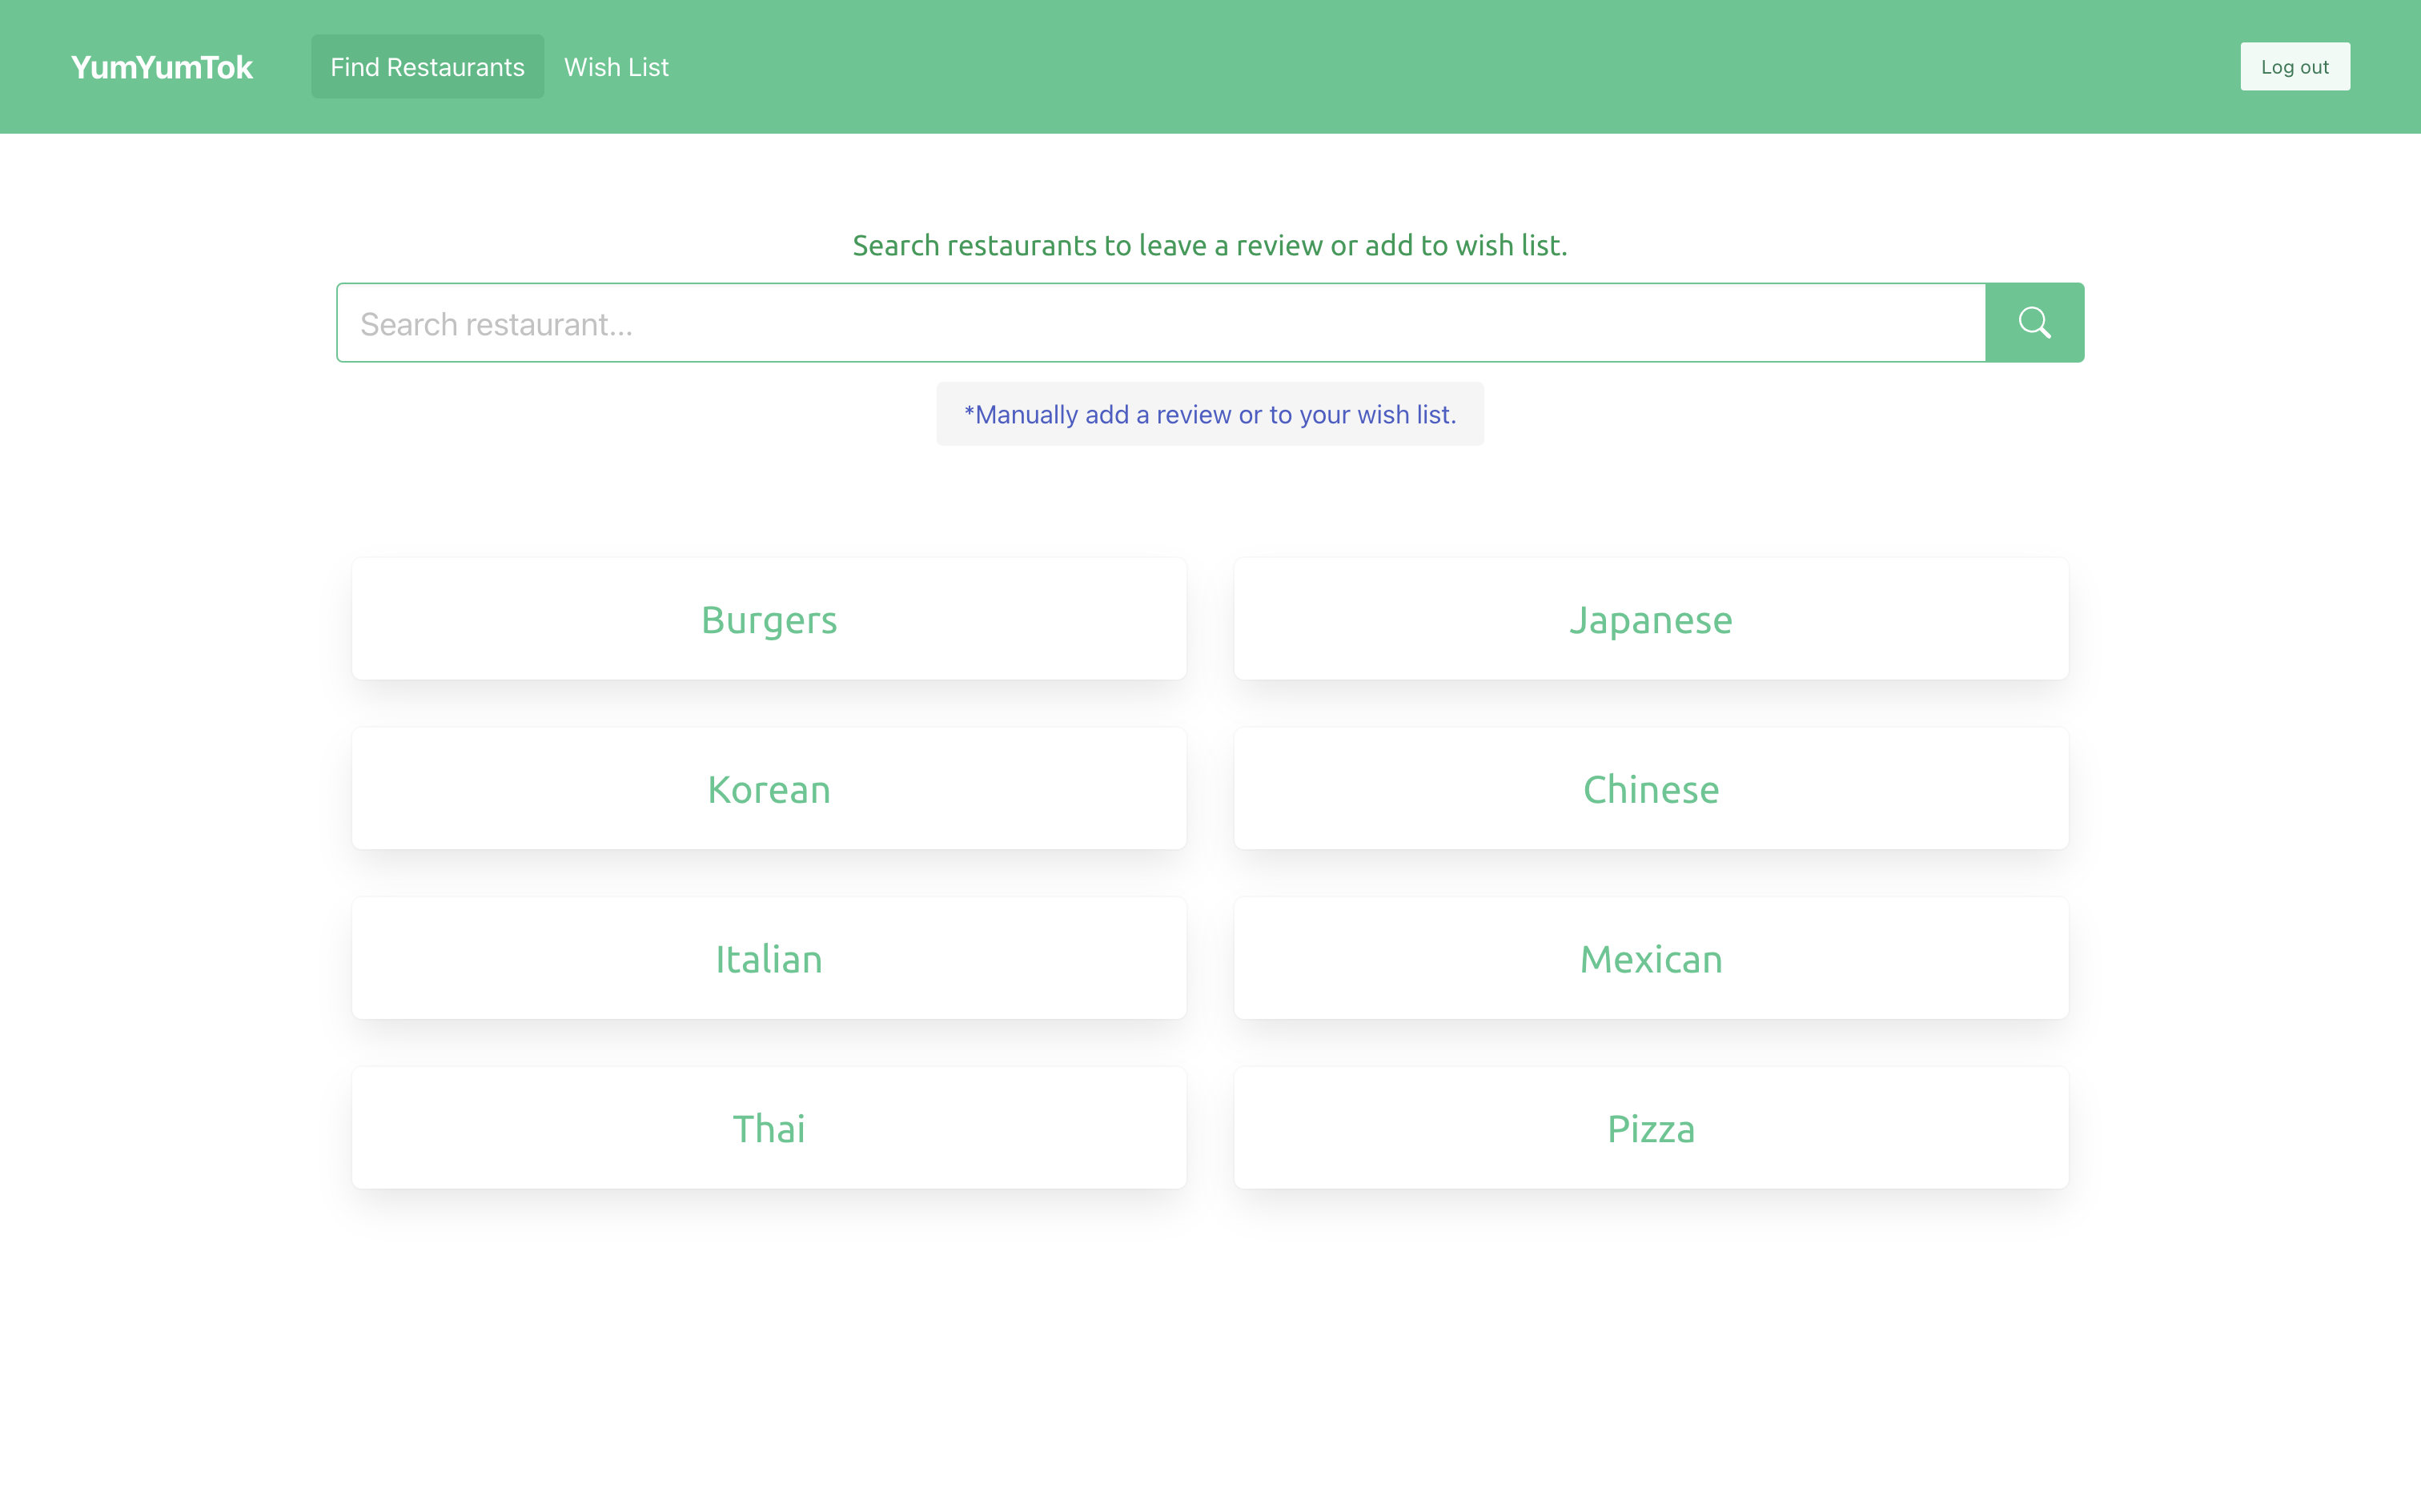 YumYumTok
Find Restaurants
Wish List
Log out
Search restaurants to leave a review or add to wish list.
Search restaurant...
*Manually add a review or to your wish list.
Burgers
Japanese
Korean
Chinese
Italian
Mexican
Thai
Pizza